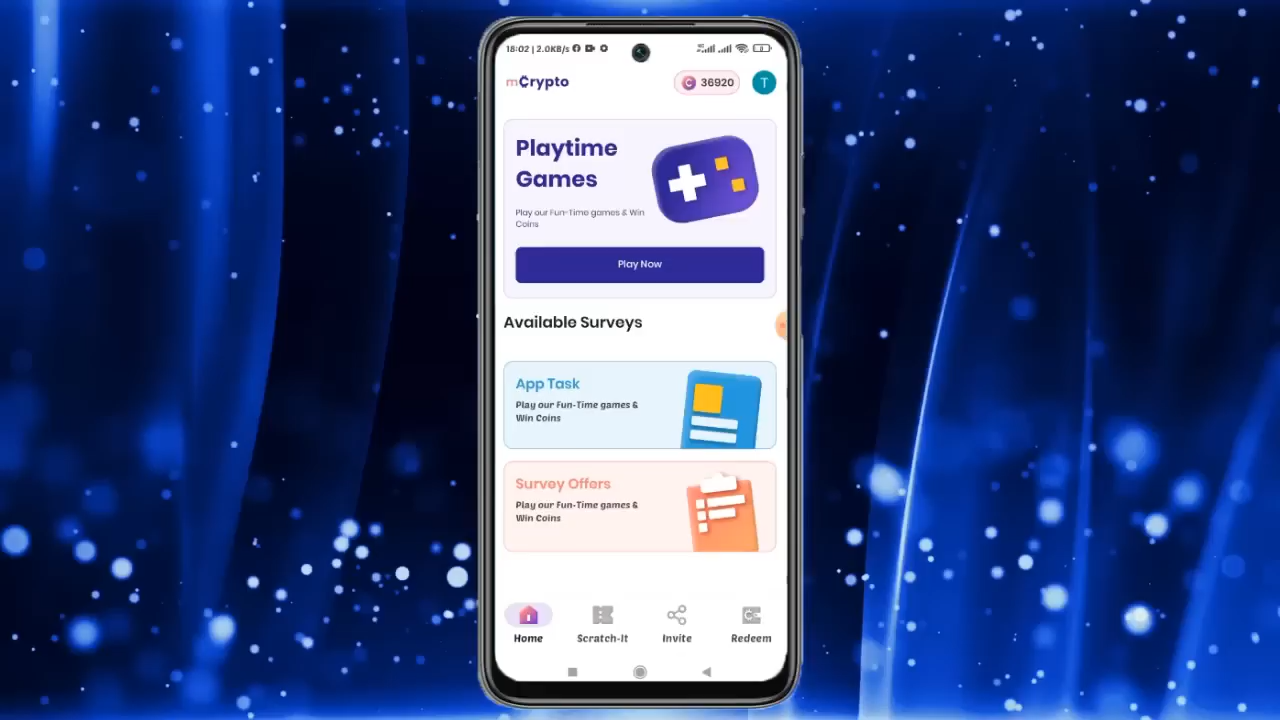 18:02 | 2.0KB/s
mCrypto
36920
T
Playtime
Games
Play our Fun-Time games & Win
Coins
Play Now
Available Surveys
App Task
Play our Fun-Time games &
Win Coins
Survey Offers
Play our Fun-Time games &
Win Coins
Home
Scratch-It
Invite
Redeem